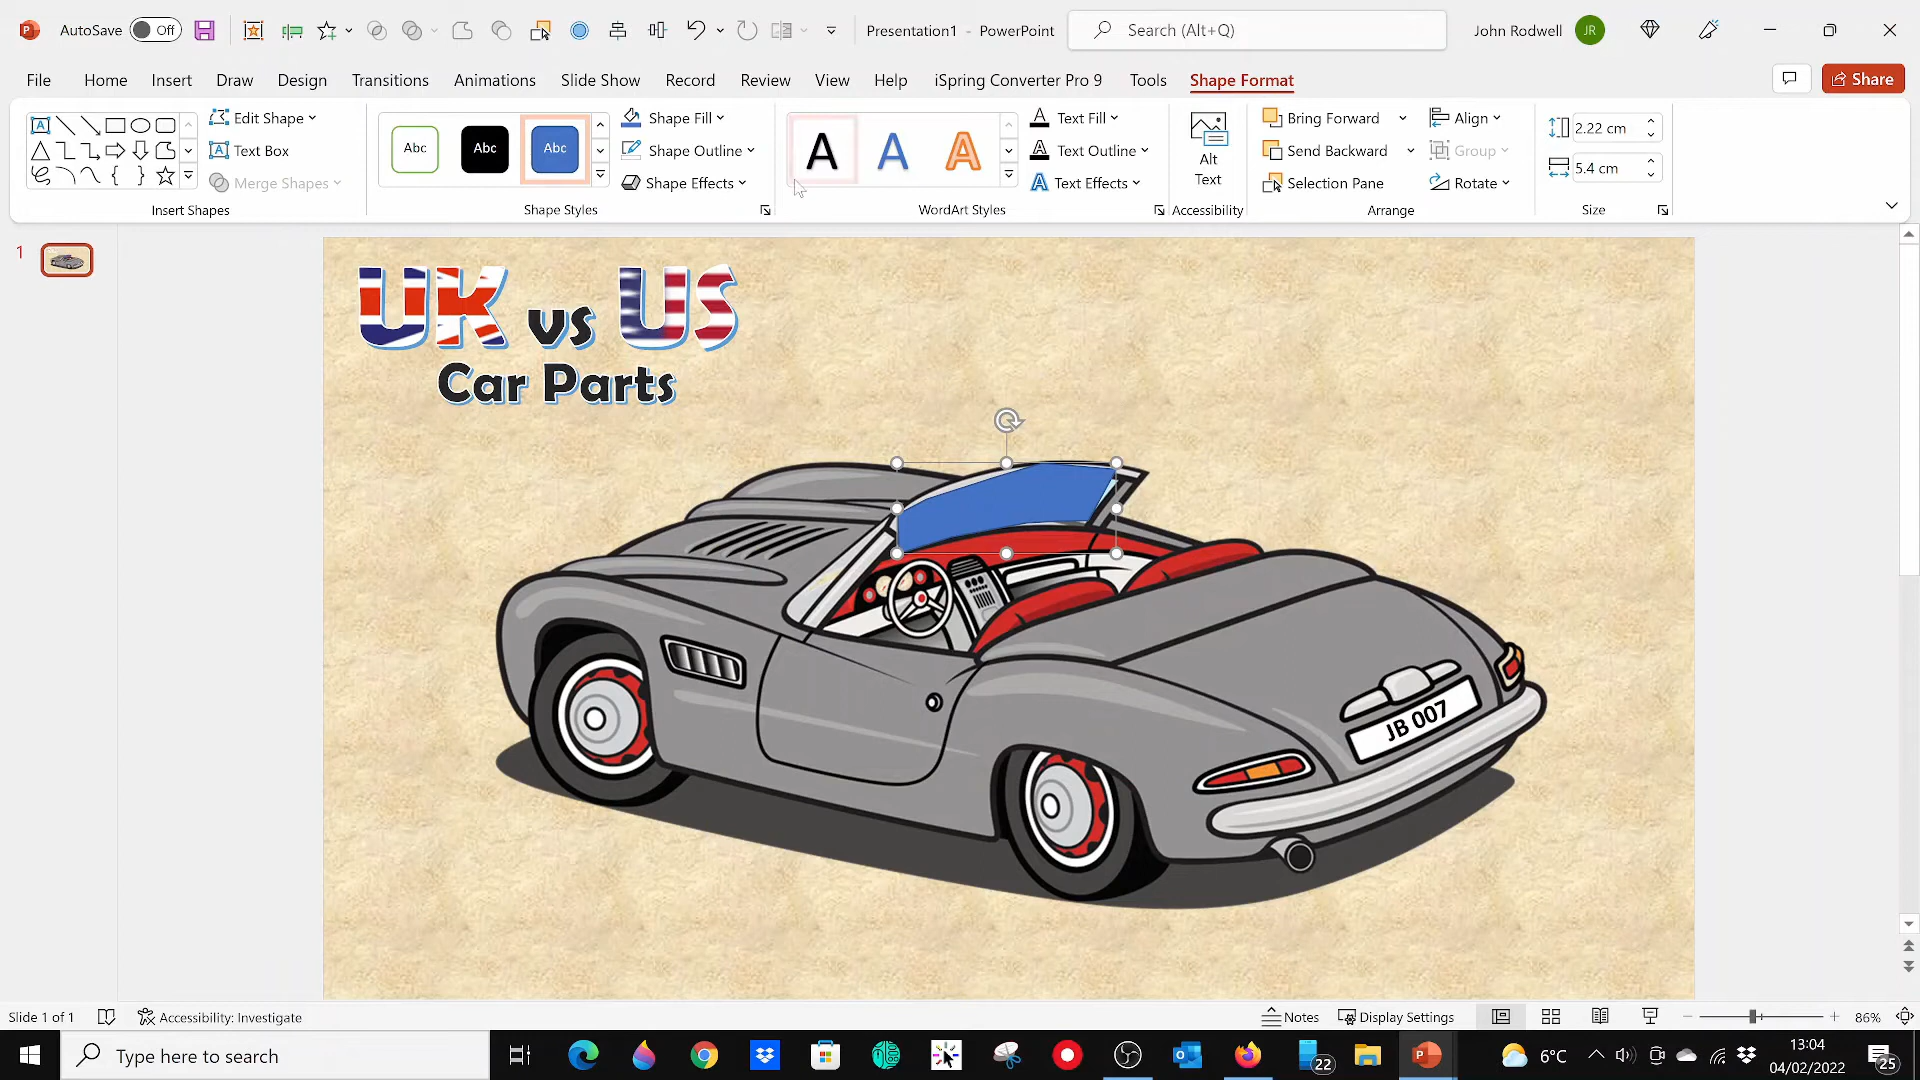 AutoSave Off Presentation1 - PowerPoint Search (Alt+Q) John Rodwell JR
File Home Insert Draw Design Transitions Animations Slide Show Record Review View Help iSpring Converter Pro 9 Tools Shape Format Share
Edit Shape
Text Box
Merge Shapes
Insert Shapes
Abc Abc Abc
Shape Fill
Shape Outline
Shape Effects
Shape Styles
A A A
Text Fill
Text Outline
Text Effects
WordArt Styles
Alt
Text
Accessibility
Bring Forward
Send Backward
Selection Pane
Align
Group
Rotate
Arrange
2.22 cm
5.4 cm
Size
1
UK vs US
Car Parts
JB 007
Slide 1 of 1 Accessibility: Investigate Notes Display Settings 86%
Type here to search 22 6°C 13:04
04/02/2022 25